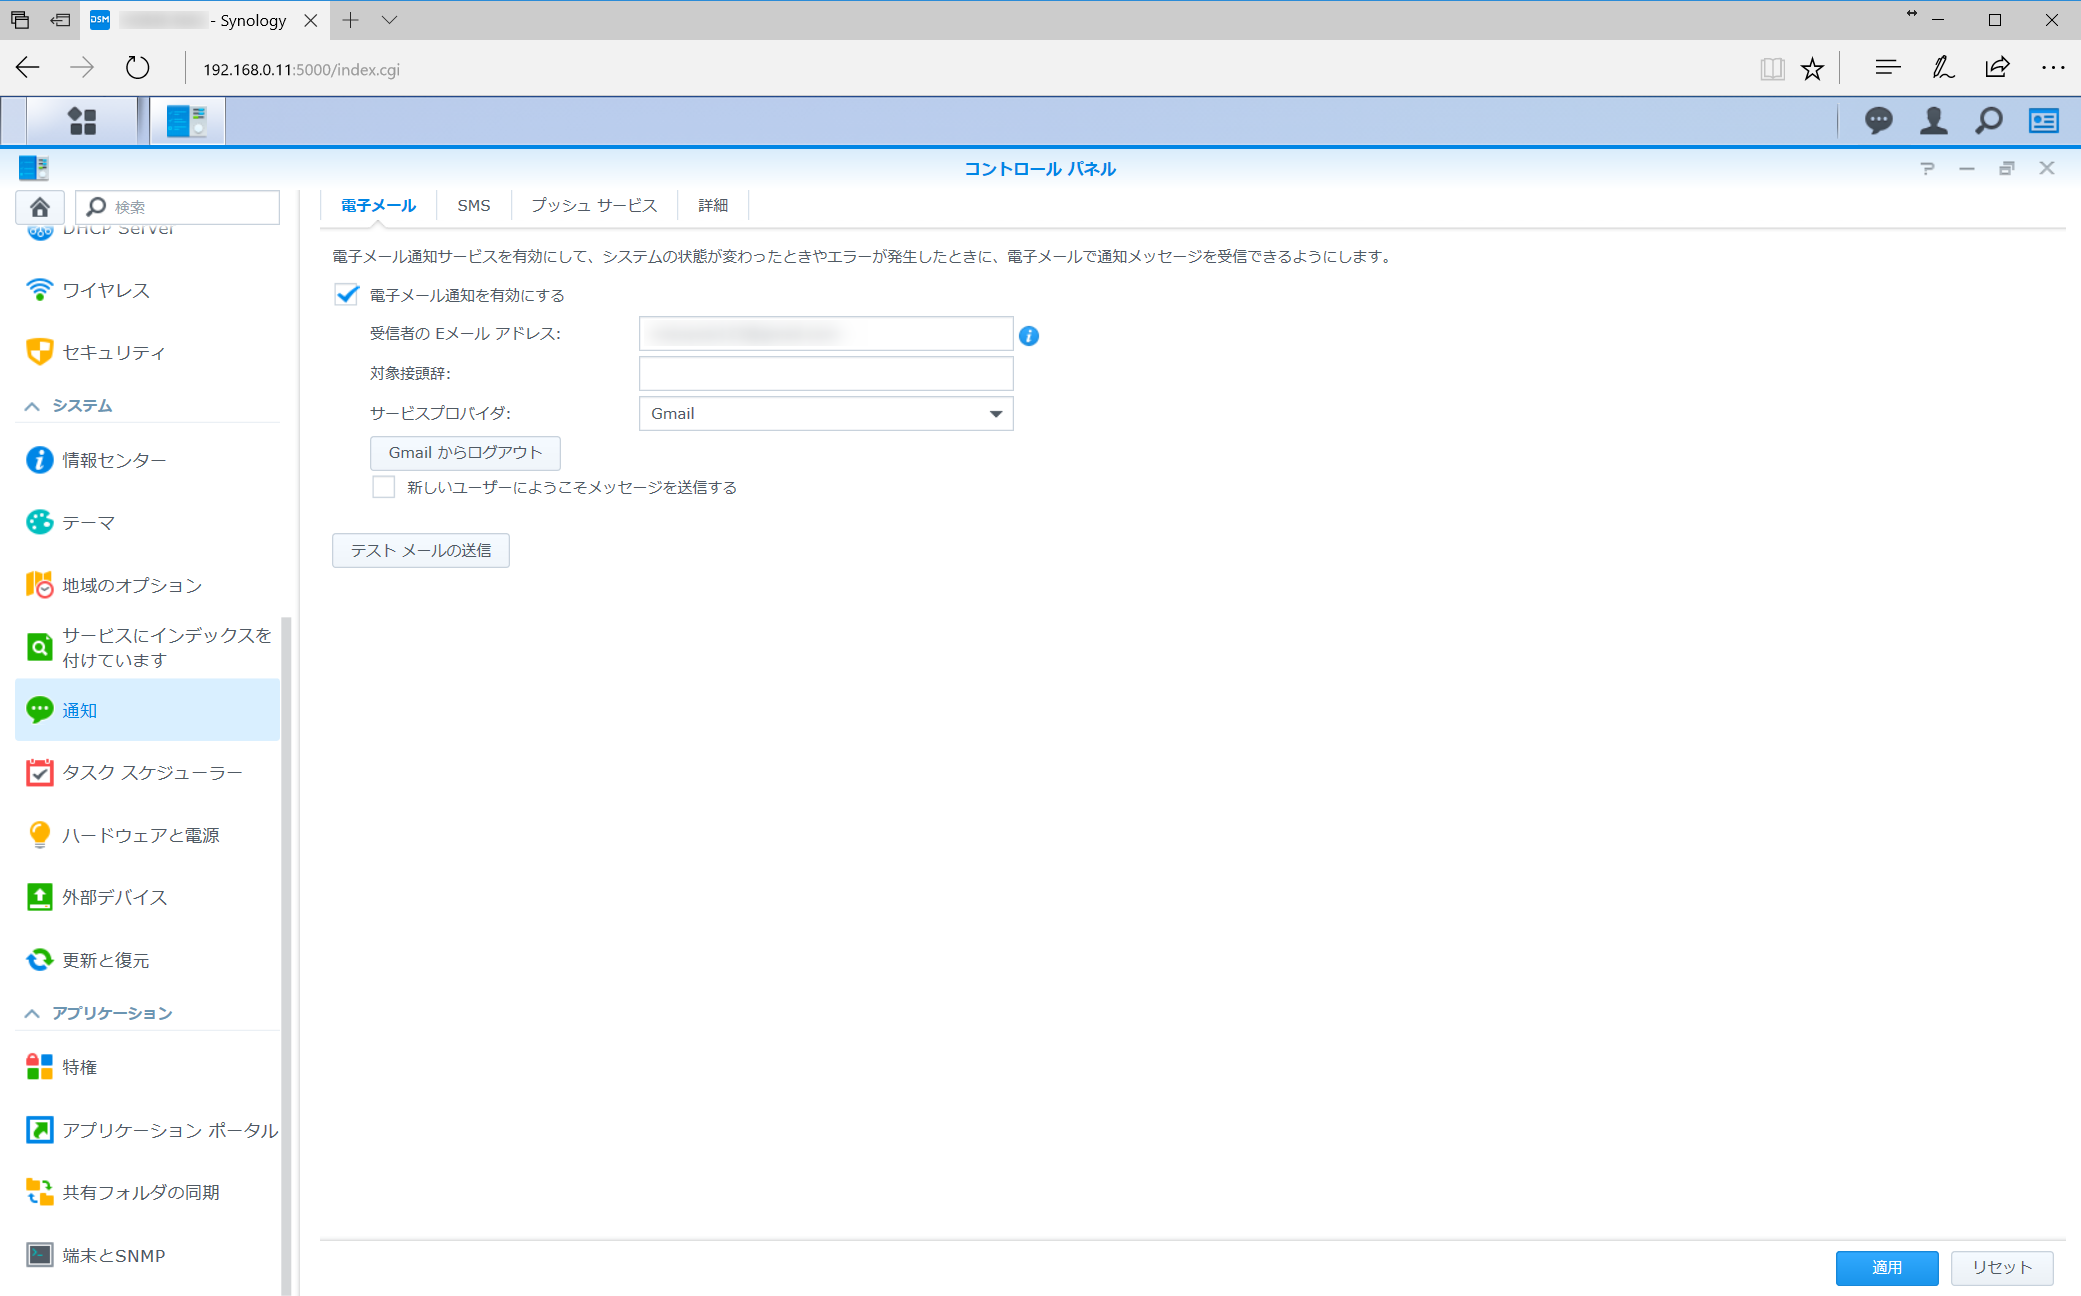 DSM - Synology
192.168.0.11:5000/index.cgi
コントロール パネル
検索
DHCP Server
ワイヤレス
セキュリティ
システム
情報センター
テーマ
地域のオプション
サービスにインデックスを
付けています
通知
タスク スケジューラー
ハードウェアと電源
外部デバイス
更新と復元
アプリケーション
特権
アプリケーション ポータル
共有フォルダの同期
端末とSNMP
電子メール SMS プッシュ サービス 詳細
電子メール通知サービスを有効にして、システムの状態が変わったときやエラーが発生したときに、電子メールで通知メッセージを受信できるようにします。
電子メール通知を有効にする
受信者の Eメール アドレス:
対象接頭辞:
サービスプロバイダ: Gmail
Gmail からログアウト
新しいユーザーにようこそメッセージを送信する
テスト メールの送信
適用 リセット